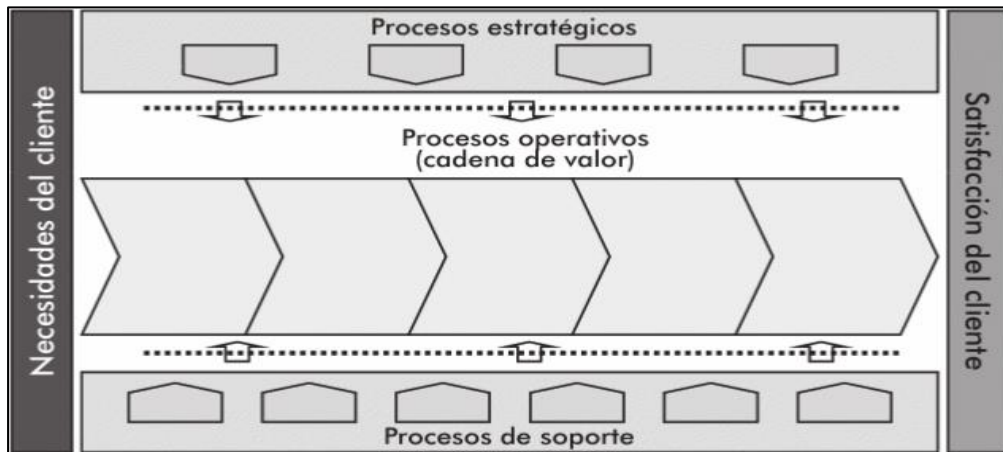 Necesidades del cliente
Procesos estratégicos
Procesos operativos
(cadena de valor)
Procesos de soporte
Satisfacción del cliente